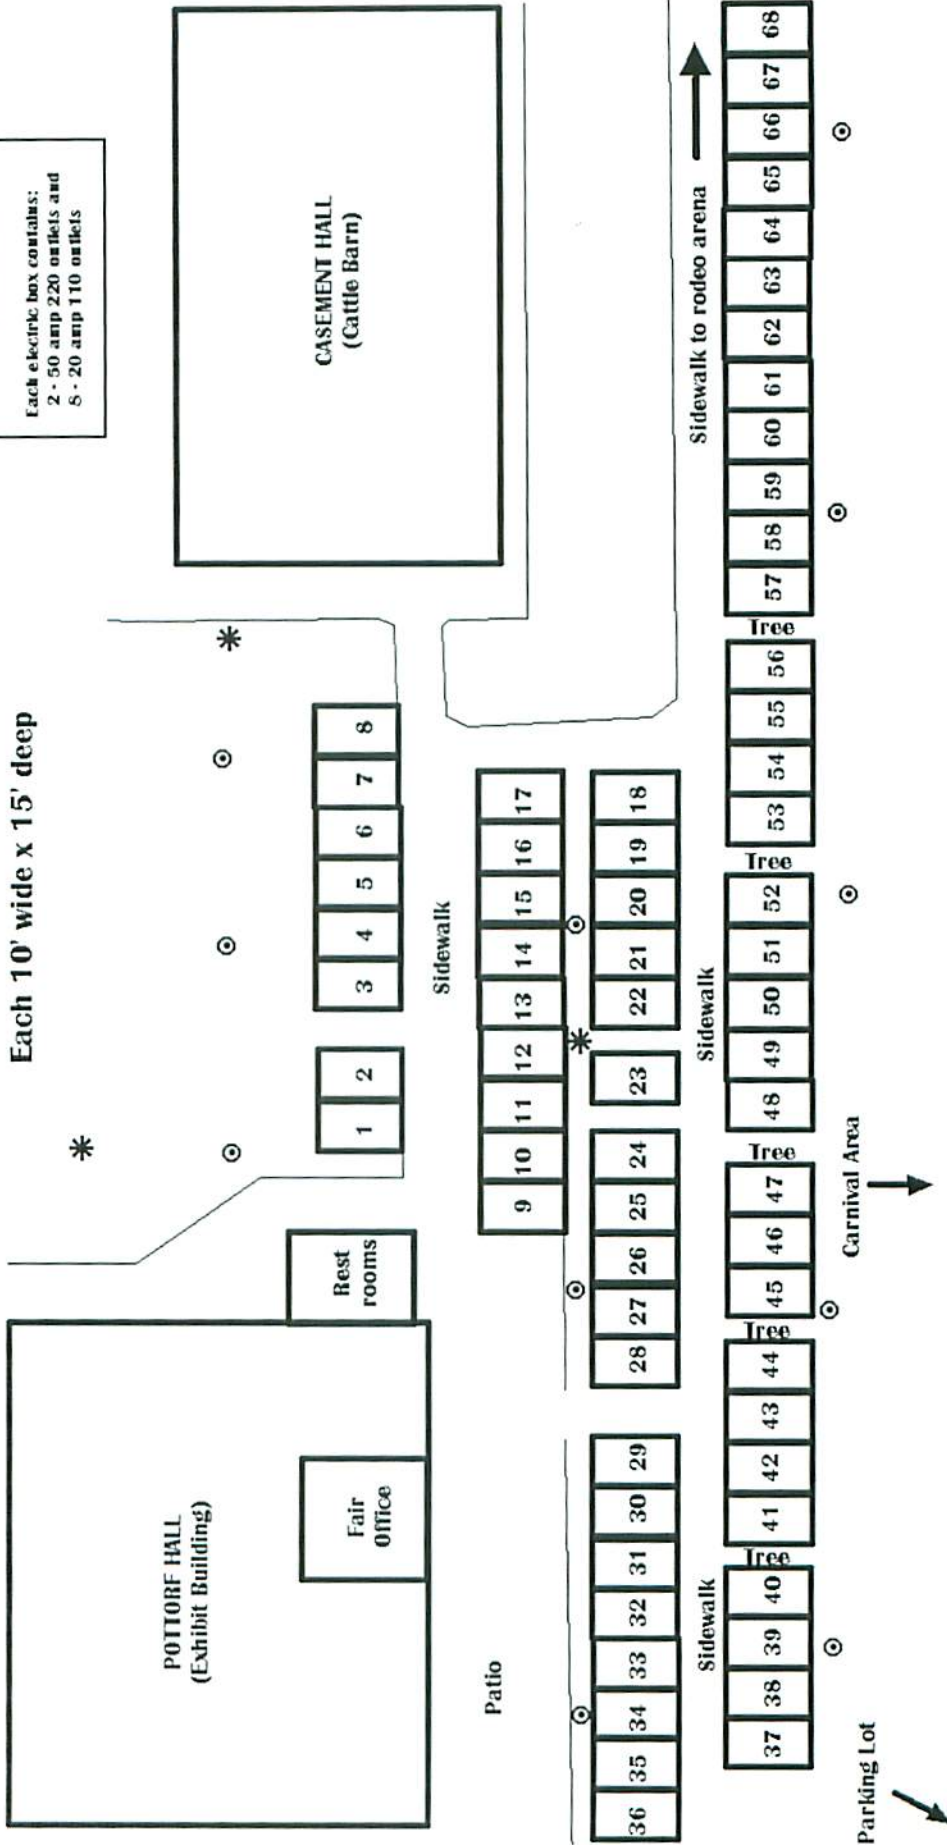 Each electric box contains:
2 - 50 amp 220 outlets and
8 - 20 amp 110 outlets
Each 10' wide x 15' deep
POTTORF HALL
(Exhibit Building)
Fair
Office
Rest
rooms
CASEMENT HALL
(Cattle Barn)
1
2
3
4
5
6
7
8
Sidewalk
Patio
9
10
11
12
13
14
15
16
17
36
35
34
33
32
31
30
29
28
27
26
25
24
23
22
21
20
19
18
Sidewalk
Sidewalk
Sidewalk to rodeo arena
37
38
39
40
Tree
41
42
43
44
Tree
45
46
47
Tree
48
49
50
51
52
Tree
53
54
55
56
Tree
57
58
59
60
61
62
63
64
65
66
67
68
Parking Lot
Carnival Area